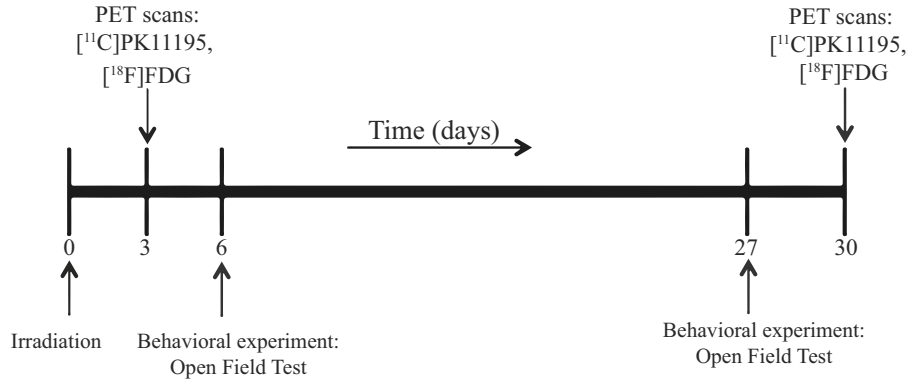 PET scans:
[¹¹C]PK11195,
[¹⁸F]FDG
PET scans:
[¹¹C]PK11195,
[¹⁸F]FDG
Time (days)
0
3
6
27
30
Irradiation
Behavioral experiment:
Open Field Test
Behavioral experiment:
Open Field Test